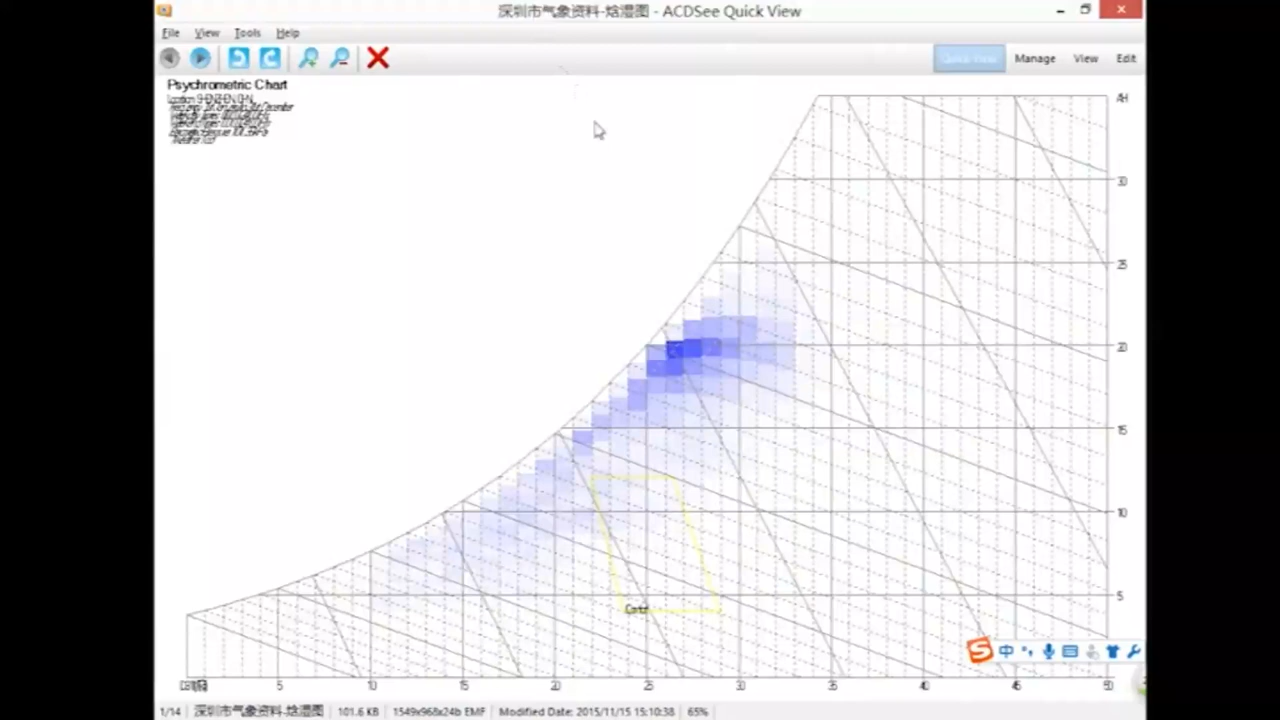 深圳市气象资料-焓湿图 - ACDSee Quick View
File View Tools Help
Quick View Manage View Edit
Psychrometric Chart
AH
30
25
20
15
10
5
Comfort
中
5 10 15 20 25 30 35 40 45 50
1/14 深圳市气象资料-焓湿图 101.6 KB 1549x968x24b EMF Modified Date: 2015/11/15 15:10:38 65%